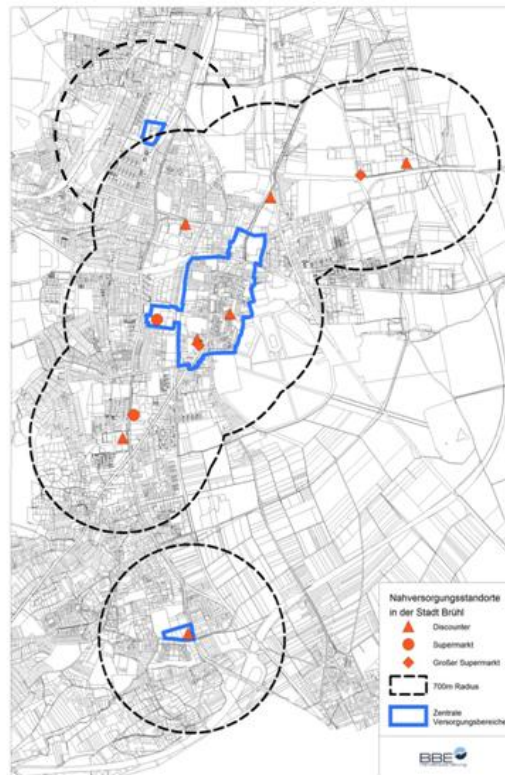 Nahversorgungsstandorte
in der Stadt Brühl
Discounter
Supermarkt
Großer Supermarkt
700m Radius
Zentrale
Versorgungsbereiche
BBE